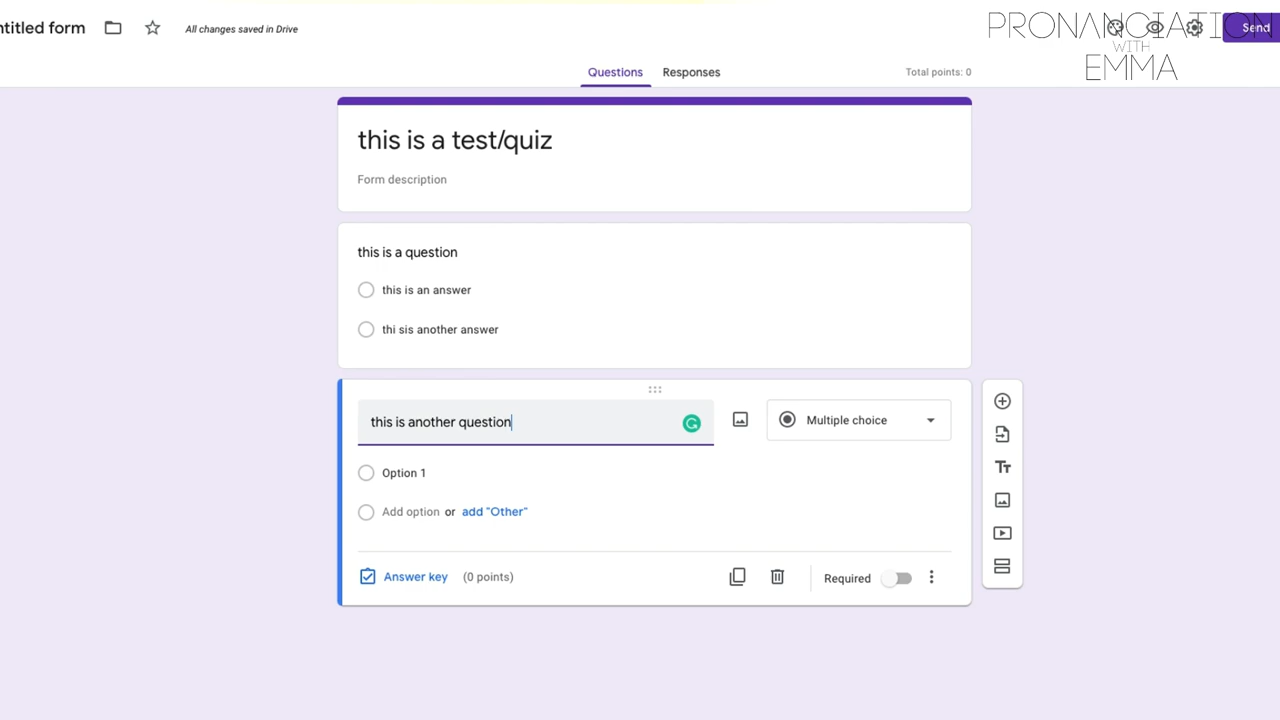 ntitled form
All changes saved in Drive
Send
PRONANCIATION
WITH
EMMA
Questions
Responses
Total points: 0
this is a test/quiz
Form description
this is a question
this is an answer
thi sis another answer
this is another question
Multiple choice
Option 1
Add option or add "Other"
Answer key (0 points)
Required
Tт